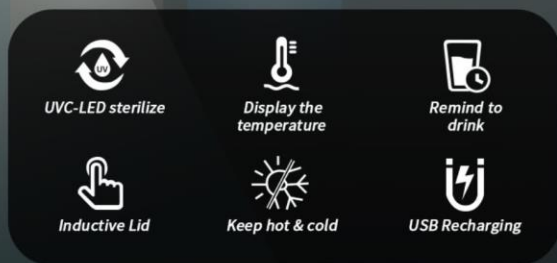 UV
UVC-LED sterilize
Display the
temperature
Remind to
drink
Inductive Lid
Keep hot & cold
USB Recharging